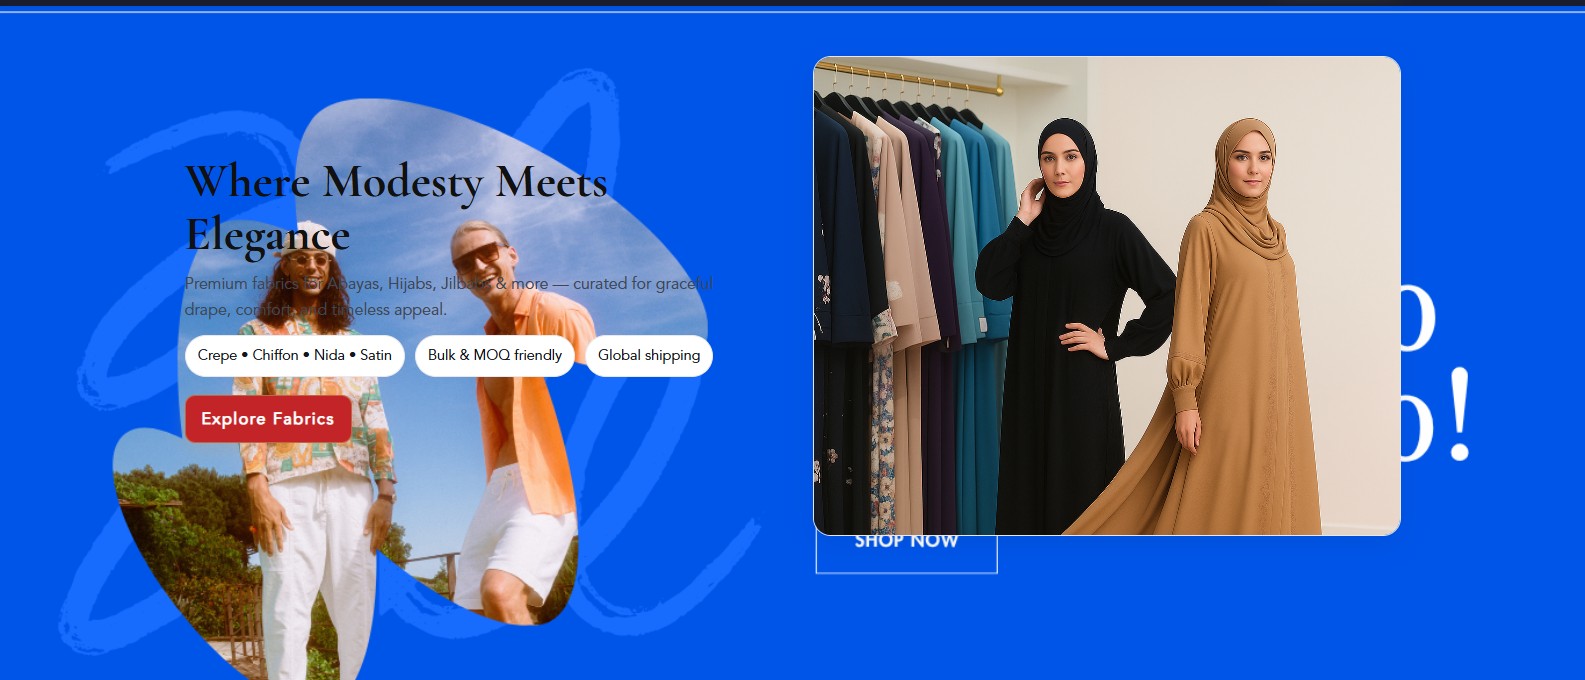 Where Modesty Meets
Elegance
Premium fabrics for Abayas, Hijabs, Jilbabs & more — curated for graceful
drape, comfort, and timeless appeal.
Crepe • Chiffon • Nida • Satin
Bulk & MOQ friendly
Global shipping
Explore Fabrics
o
o!
SHOP NOW